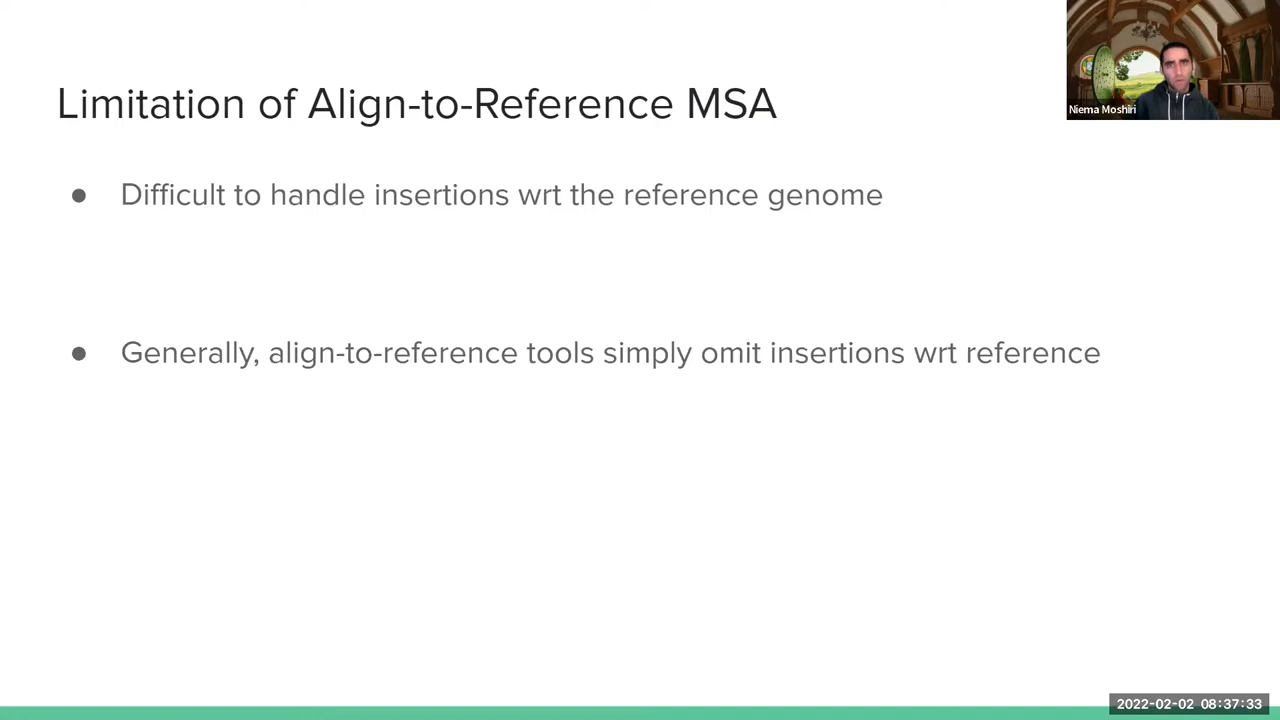 Limitation of Align-to-Reference MSA
Niema Moshiri
● Difficult to handle insertions wrt the reference genome
● Generally, align-to-reference tools simply omit insertions wrt reference
2022-02-02 08:37:33